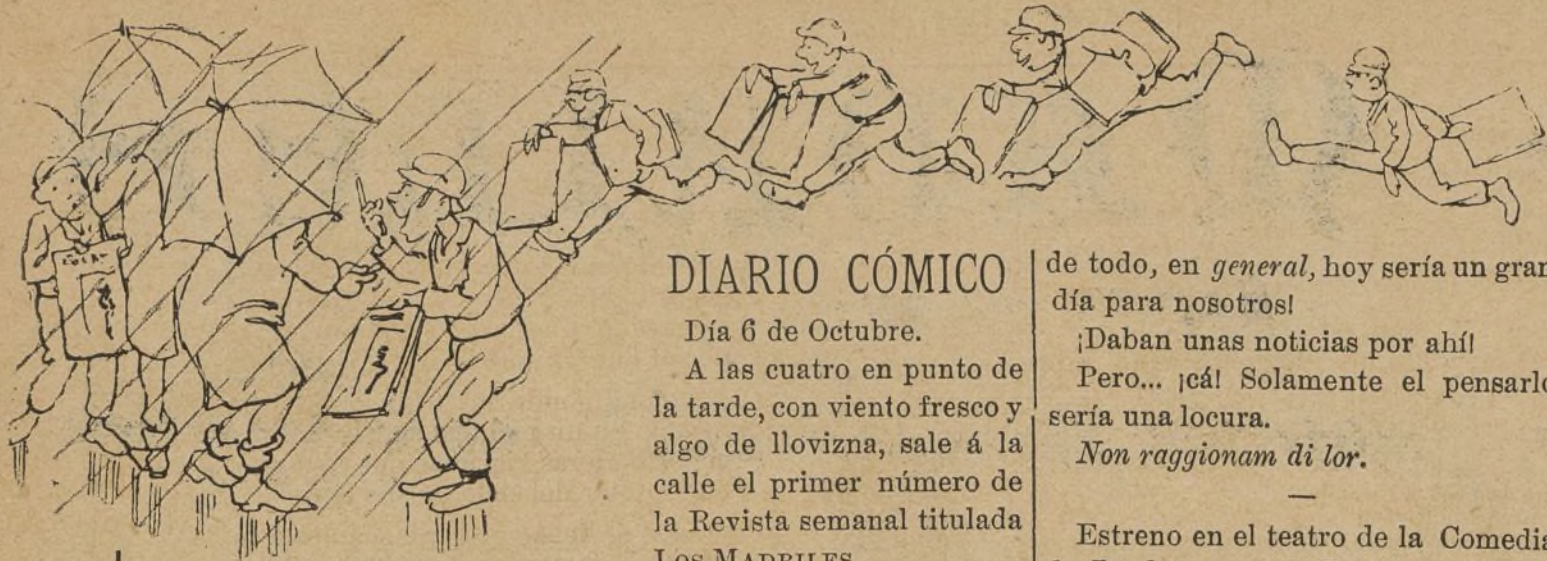 DIARIO CÓMICO
Día 6 de Octubre.
A las cuatro en punto de
la tarde, con viento fresco y
algo de llovizna, sale á la
calle el primer número de
la Revista semanal titulada
LOS MADRILES.
de todo, en general, hoy sería un gran
día para nosotros!
¡Daban unas noticias por ahí!
Pero... ¡cá! Solamente el pensarlo
sería una locura.
Non raggionam di lor.
—
Estreno en el teatro de la Comedia